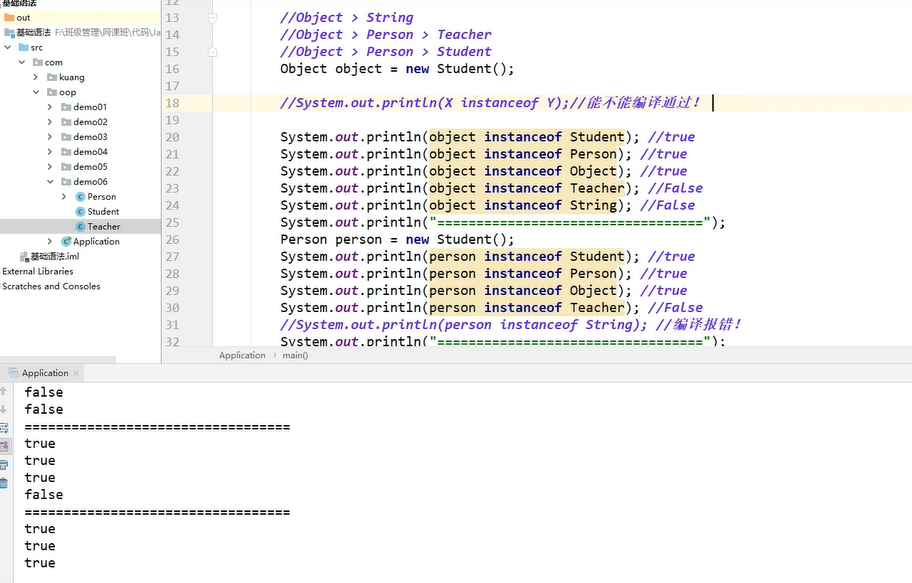 基础语法
out
基础语法 F:\班级管理\网课班\代码\Ja
src
com
kuang
oop
demo01
demo02
demo03
demo04
demo05
demo06
Person
Student
Teacher
Application
基础语法.iml
External Libraries
Scratches and Consoles
12
13 //Object > String
14 //Object > Person > Teacher
15 //Object > Person > Student
16 Object object = new Student();
17
18 //System.out.println(X instanceof Y);//能不能编译通过!
19
20 System.out.println(object instanceof Student); //true
21 System.out.println(object instanceof Person); //true
22 System.out.println(object instanceof Object); //true
23 System.out.println(object instanceof Teacher); //False
24 System.out.println(object instanceof String); //False
25 System.out.println("==================================");
26 Person person = new Student();
27 System.out.println(person instanceof Student); //true
28 System.out.println(person instanceof Person); //true
29 System.out.println(person instanceof Object); //true
30 System.out.println(person instanceof Teacher); //False
31 //System.out.println(person instanceof String); //编译报错!
32 System.out.println("==================================");
Application > main()
Application
false
false
==================================
true
true
true
false
==================================
true
true
true